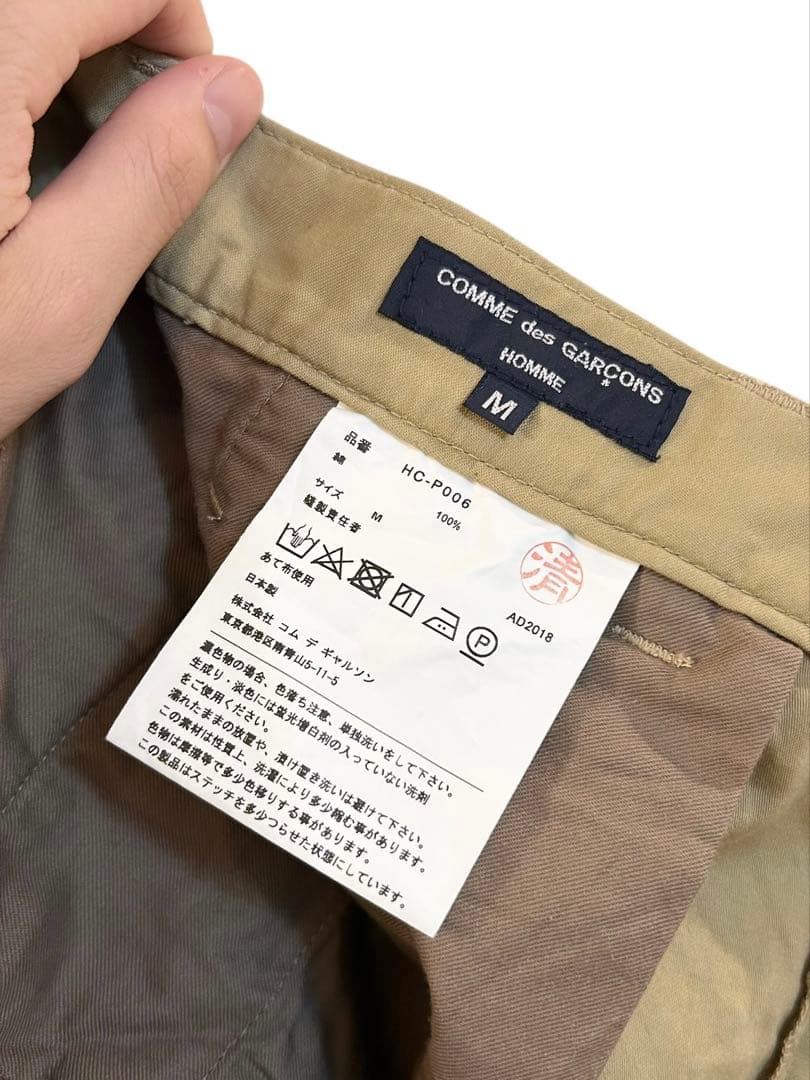 COMME des GARÇONS
HOMME
M
品番 HC-P006
綿 100%
サイズ M
縫製責任者 清
あて布使用
日本製 AD2018
株式会社 コム デ ギャルソン
東京都港区南青山5-11-5
濃色物の場合、色落ち注意、単独洗いをして下さい。
生成り・淡色には蛍光増白剤の入っていない洗剤
をご使用ください。
濡れたままの放置や、漬け置き洗いは避けて下さい。
この素材は性質上、洗濯により多少縮む事があります。
色物は摩擦等で多少色移りする事があります。
この製品はステッチを多少つらせた状態にしています。